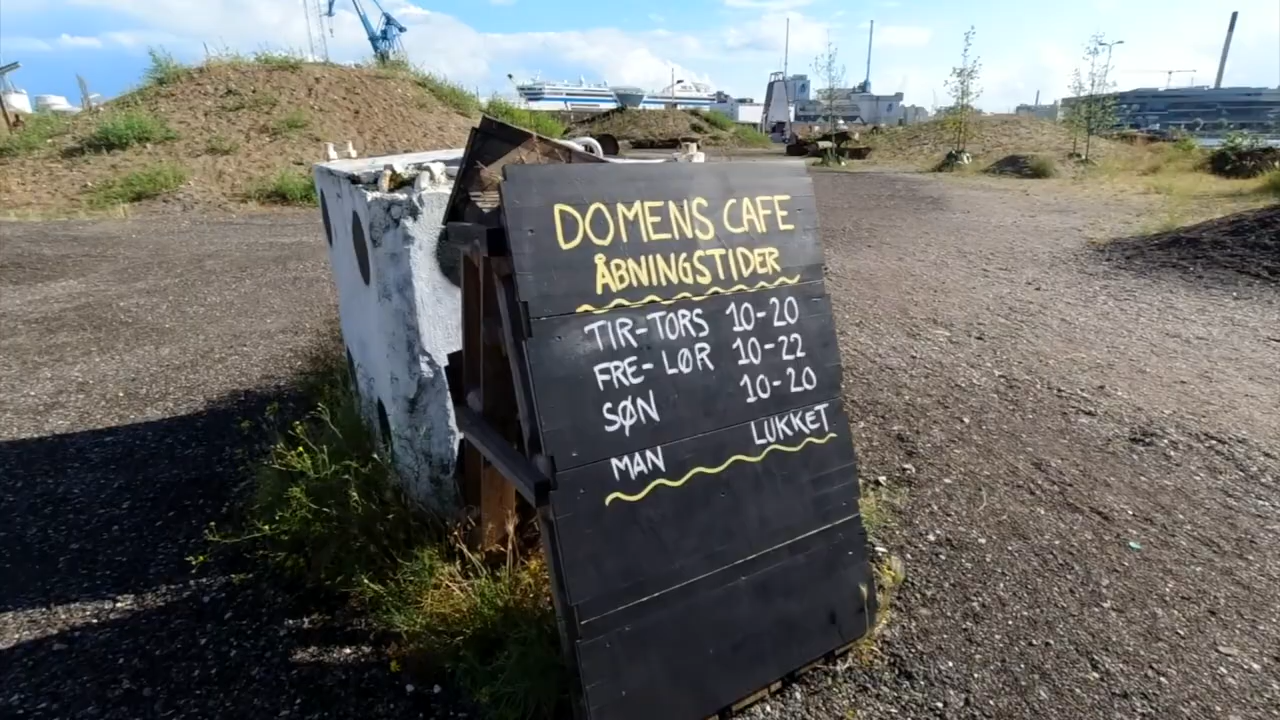 DOMENS CAFE
ÅBNINGSTIDER
TIR-TORS 10-20
FRE-LØR 10-22
SØN 10-20
MAN LUKKET